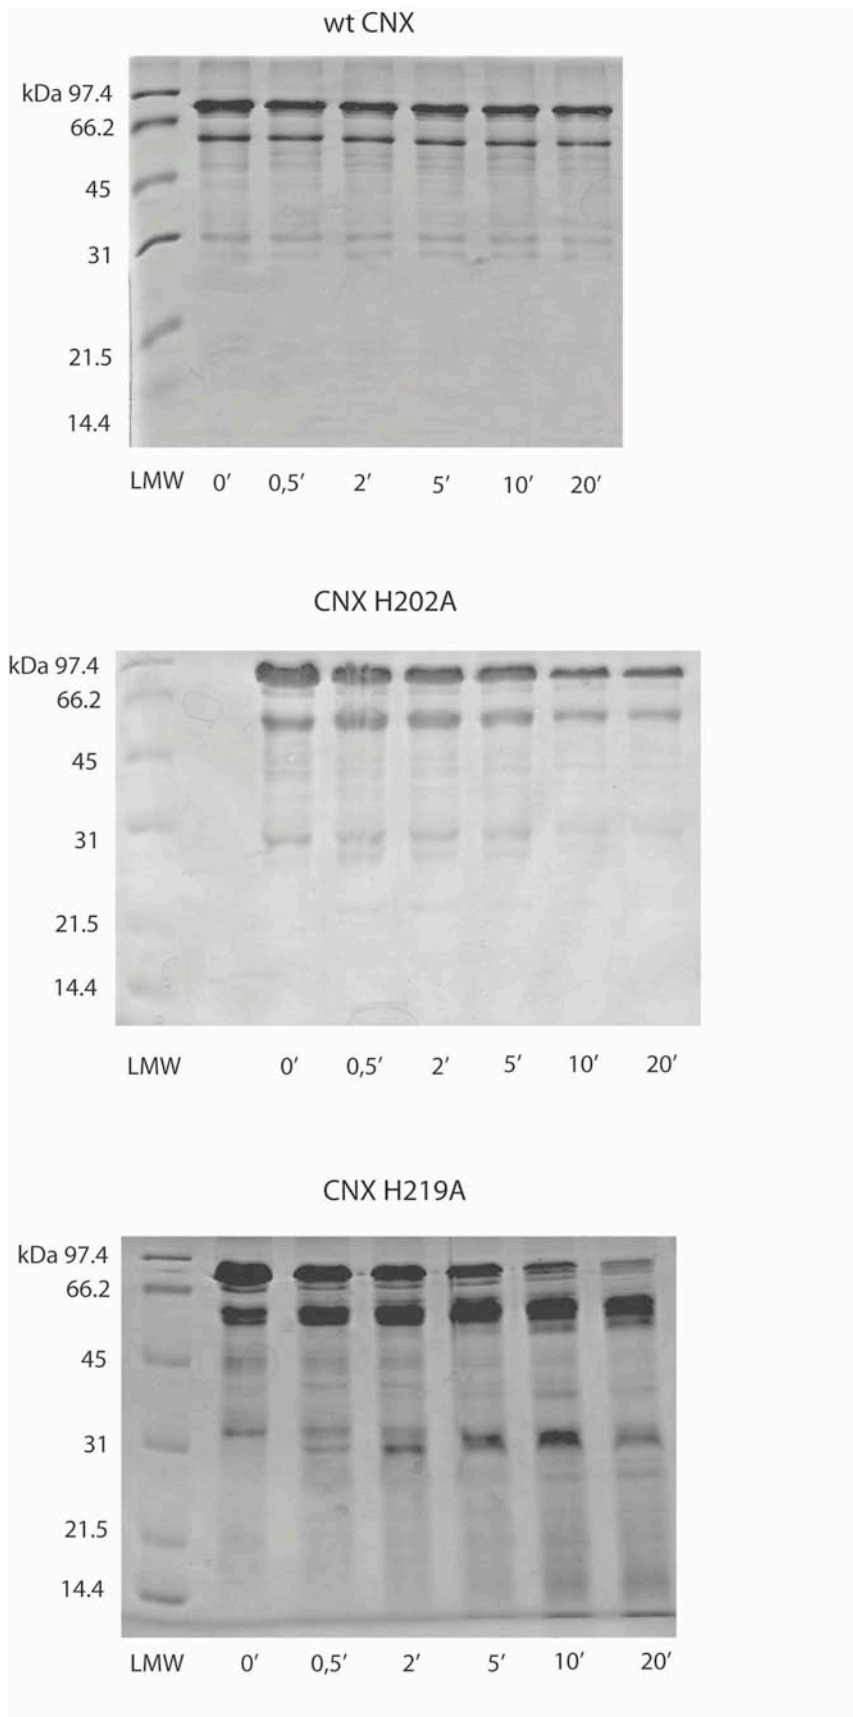 wt CNX
kDa 97.4
66.2
45
31
21.5
14.4
LMW 0′ 0,5′ 2′ 5′ 10′ 20′
CNX H202A
kDa 97.4
66.2
45
31
21.5
14.4
LMW 0′ 0,5′ 2′ 5′ 10′ 20′
CNX H219A
kDa 97.4
66.2
45
31
21.5
14.4
LMW 0′ 0,5′ 2′ 5′ 10′ 20′